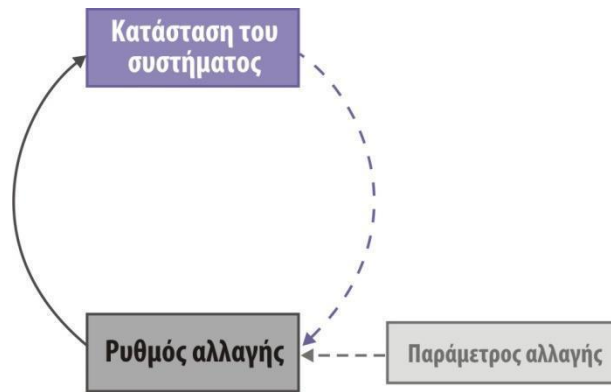 Κατάσταση του
συστήματος
Ρυθμός αλλαγής
Παράμετρος αλλαγής